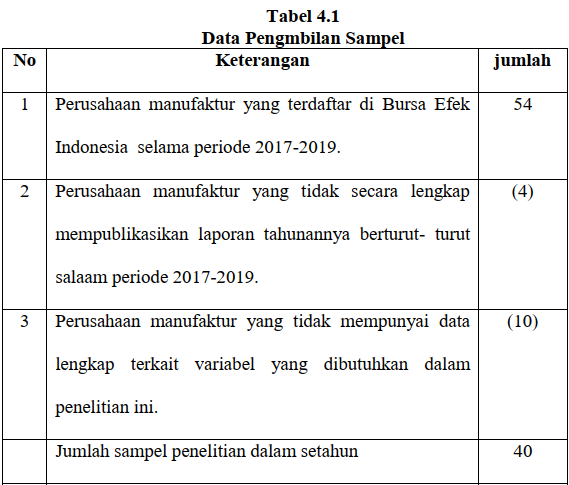 Tabel 4.1
Data Pengmbilan Sampel
No Keterangan jumlah
1 Perusahaan manufaktur yang terdaftar di Bursa Efek 54
Indonesia selama periode 2017-2019.
2 Perusahaan manufaktur yang tidak secara lengkap (4)
mempublikasikan laporan tahunannya berturut- turut
salaam periode 2017-2019.
3 Perusahaan manufaktur yang tidak mempunyai data (10)
lengkap terkait variabel yang dibutuhkan dalam
penelitian ini.
Jumlah sampel penelitian dalam setahun 40